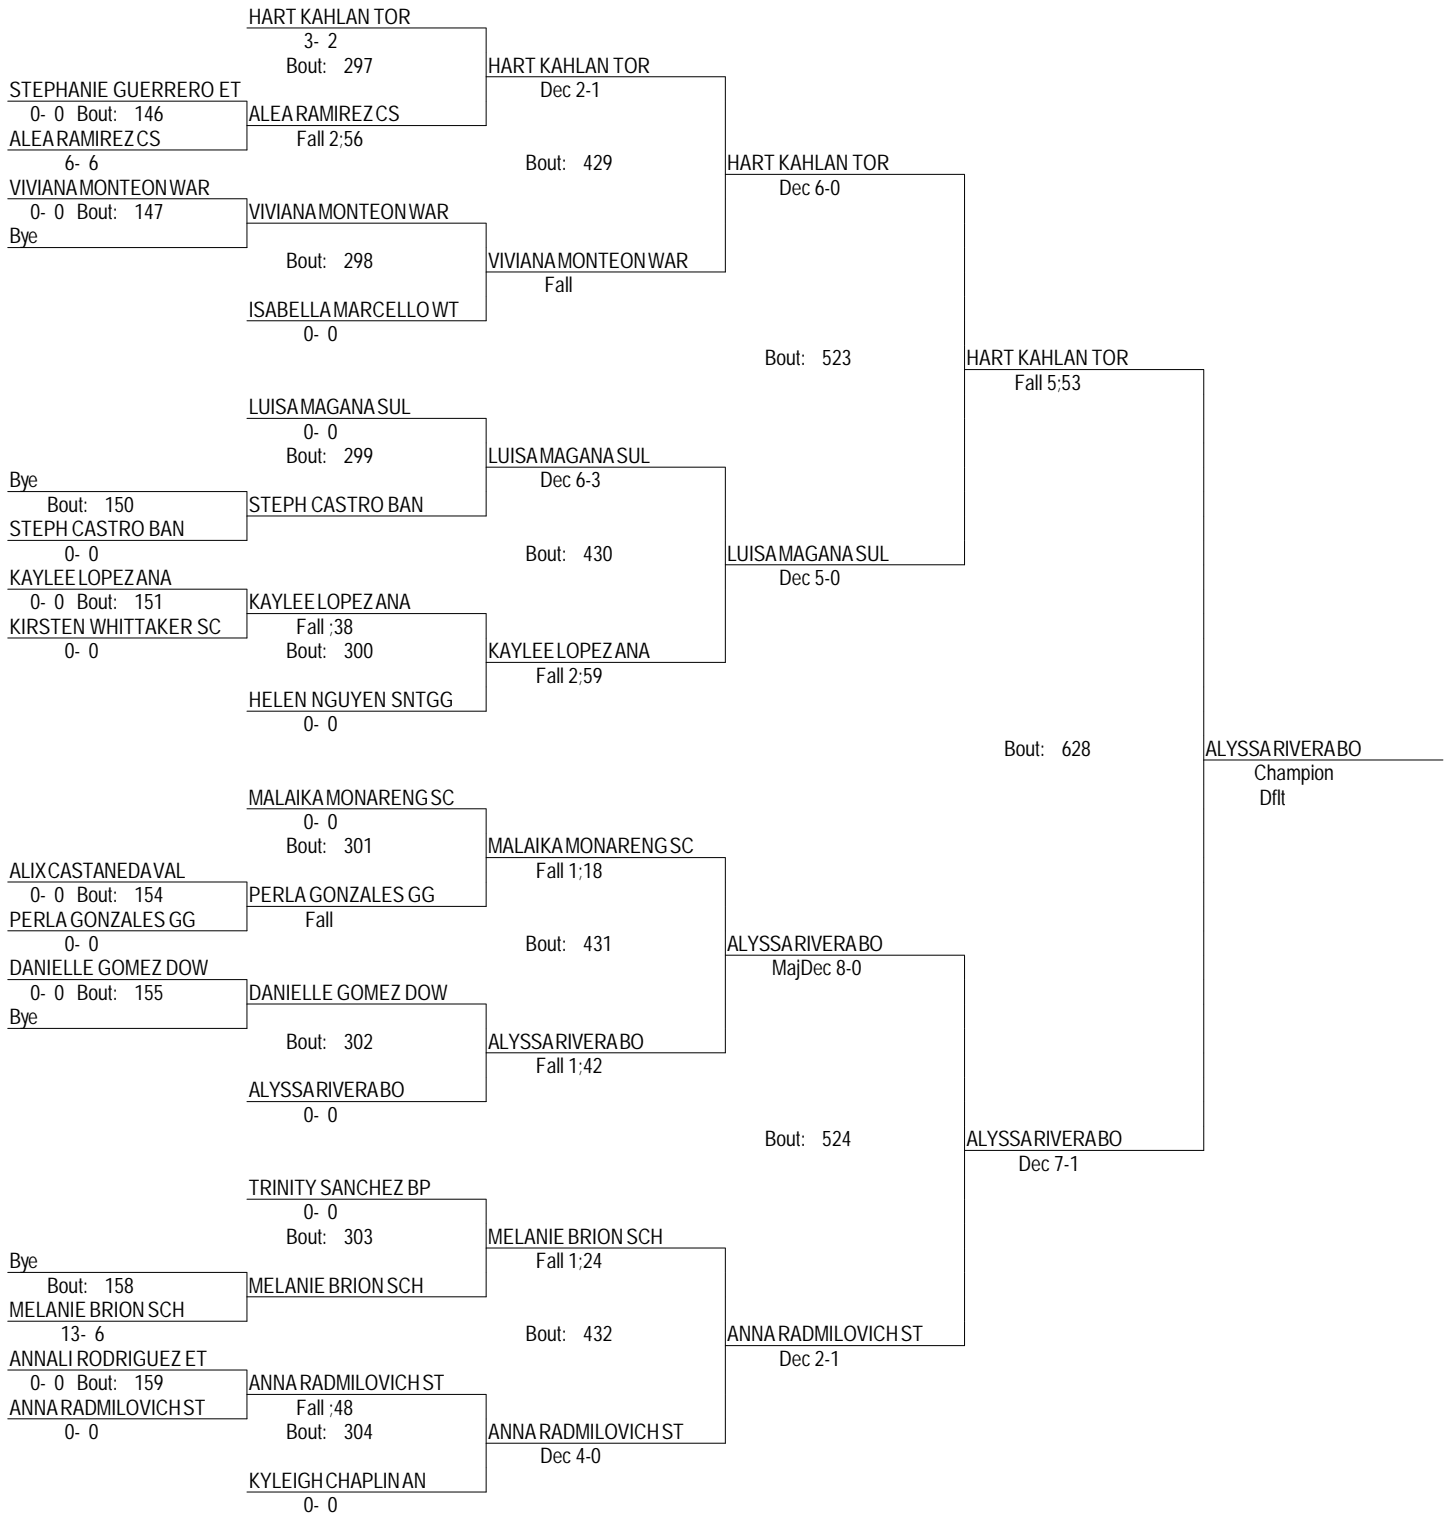 HART KAHLAN TOR
3- 2
Bout: 297
HART KAHLAN TOR
STEPHANIE GUERRERO ET
Dec 2-1
0- 0 Bout: 146
ALEA RAMIREZ CS
ALEA RAMIREZ CS
Fall 2;56
6- 6
Bout: 429
HART KAHLAN TOR
VIVIANA MONTEON WAR
Dec 6-0
0- 0 Bout: 147
VIVIANA MONTEON WAR
Bye
Bout: 298
VIVIANA MONTEON WAR
Fall
ISABELLA MARCELLO WT
0- 0
Bout: 523
HART KAHLAN TOR
Fall 5;53
LUISA MAGANA SUL
0- 0
Bout: 299
LUISA MAGANA SUL
Bye
Dec 6-3
Bout: 150
STEPH CASTRO BAN
STEPH CASTRO BAN
0- 0
Bout: 430
LUISA MAGANA SUL
KAYLEE LOPEZ ANA
Dec 5-0
0- 0 Bout: 151
KAYLEE LOPEZ ANA
KIRSTEN WHITTAKER SC
Fall ;38
0- 0
Bout: 300
KAYLEE LOPEZ ANA
Fall 2;59
HELEN NGUYEN SNTGG
0- 0
Bout: 628
ALYSSA RIVERA BO
Champion
Dflt
MALAIKA MONARENG SC
0- 0
Bout: 301
MALAIKA MONARENG SC
ALIX CASTANEDA VAL
Fall 1;18
0- 0 Bout: 154
PERLA GONZALES GG
PERLA GONZALES GG
Fall
0- 0
Bout: 431
ALYSSA RIVERA BO
DANIELLE GOMEZ DOW
MajDec 8-0
0- 0 Bout: 155
DANIELLE GOMEZ DOW
Bye
Bout: 302
ALYSSA RIVERA BO
Fall 1;42
ALYSSA RIVERA BO
0- 0
Bout: 524
ALYSSA RIVERA BO
Dec 7-1
TRINITY SANCHEZ BP
0- 0
Bout: 303
MELANIE BRION SCH
Bye
Fall 1;24
Bout: 158
MELANIE BRION SCH
MELANIE BRION SCH
13- 6
Bout: 432
ANNA RADMILOVICH ST
ANNALI RODRIGUEZ ET
Dec 2-1
0- 0 Bout: 159
ANNA RADMILOVICH ST
ANNA RADMILOVICH ST
Fall ;48
0- 0
Bout: 304
ANNA RADMILOVICH ST
Dec 4-0
KYLEIGH CHAPLIN AN
0- 0